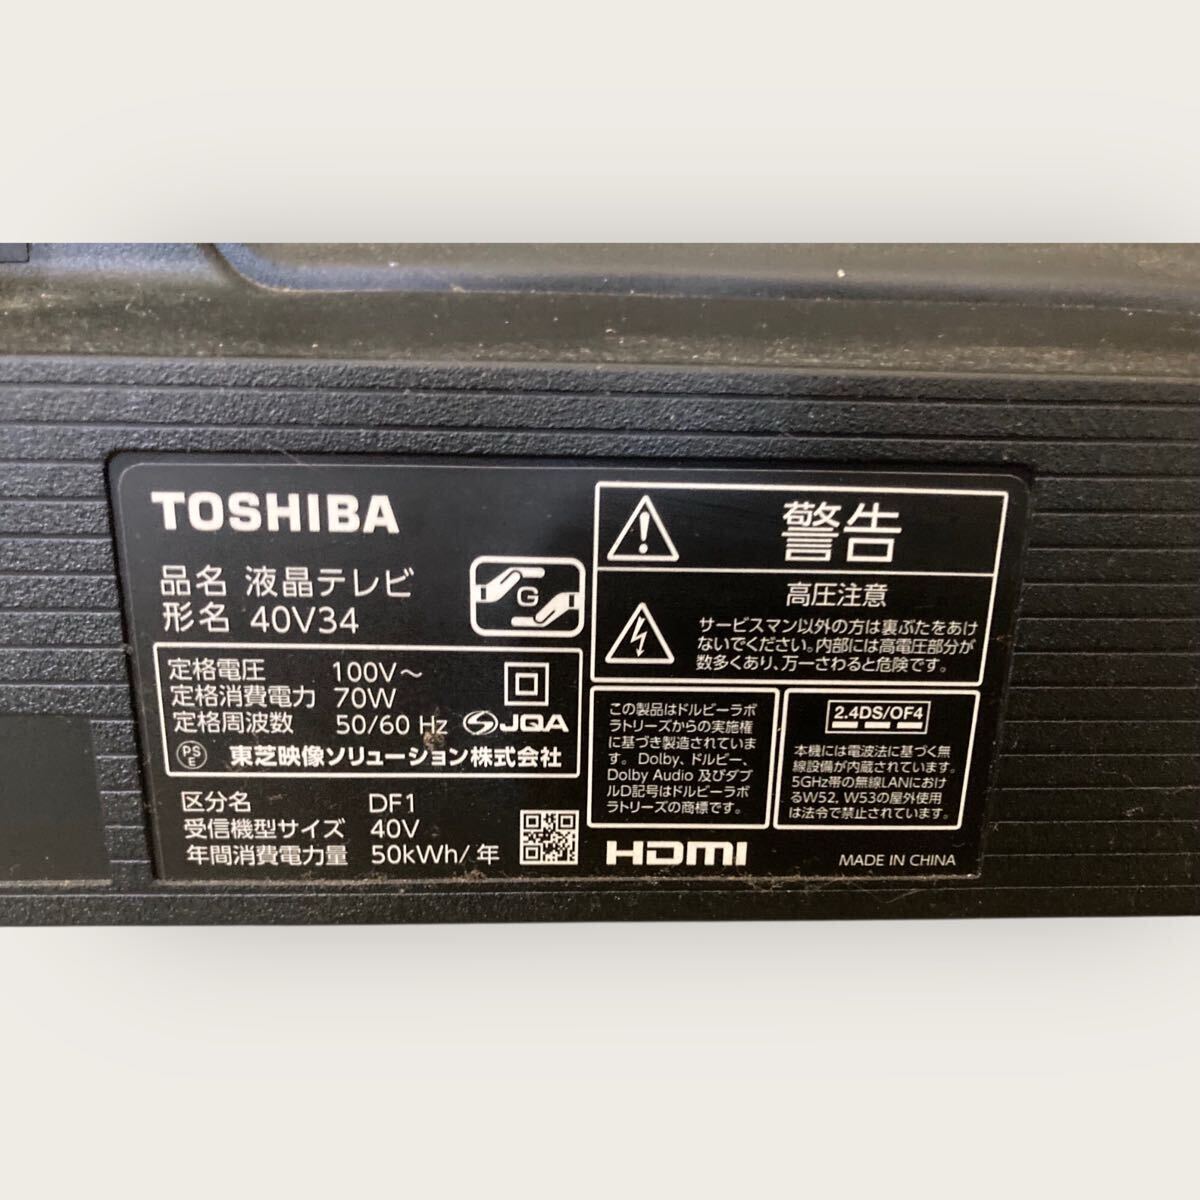 TOSHIBA
品名 液晶テレビ
形名 40V34
G
定格電圧 100V～
定格消費電力 70W
定格周波数 50/60 Hz
JQA
PS
E
東芝映像ソリューション株式会社
区分名 DF1
受信機型サイズ 40V
年間消費電力量 50kWh/年
警告
高圧注意
サービスマン以外の方は裏ぶたをあけ
ないでください。内部には高電圧部分が
数多くあり、万一さわると危険です。
この製品はドルビーラボ
ラトリーズからの実施権
に基づき製造されていま
す。Dolby、ドルビー、
Dolby Audio 及びダブ
ルD記号はドルビーラボ
ラトリーズの商標です。
2.4DS/OF4
本機には電波法に基づく無
線設備が内蔵されています。
5GHz帯の無線LANにおけ
るW52, W53の屋外使用
は法令で禁止されています。
HDMI
MADE IN CHINA